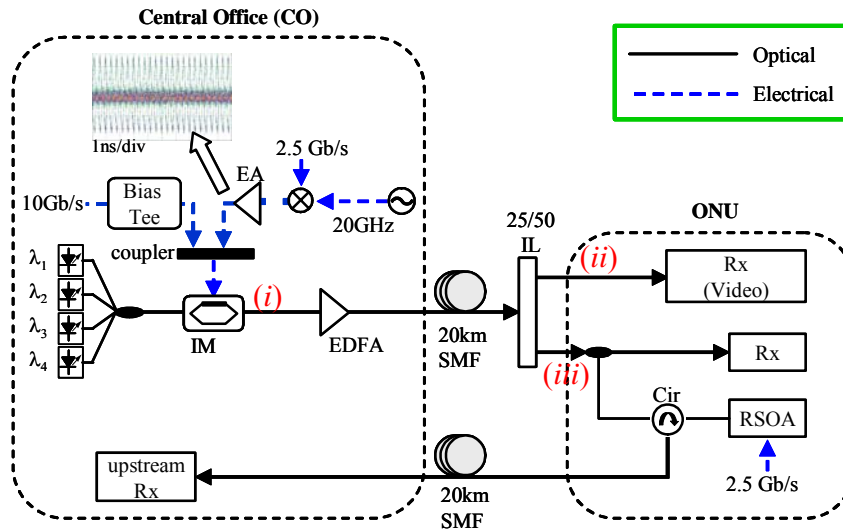 Central Office (CO)
Optical
Electrical
1ns/div
2.5 Gb/s
EA
10Gb/s
Bias
Tee
20GHz
coupler
25/50
IL
ONU
λ1
λ2
λ3
λ4
(i)
(ii)
Rx
(Video)
IM
EDFA
20km
SMF
(iii)
Rx
Cir
RSOA
upstream
Rx
20km
SMF
2.5 Gb/s